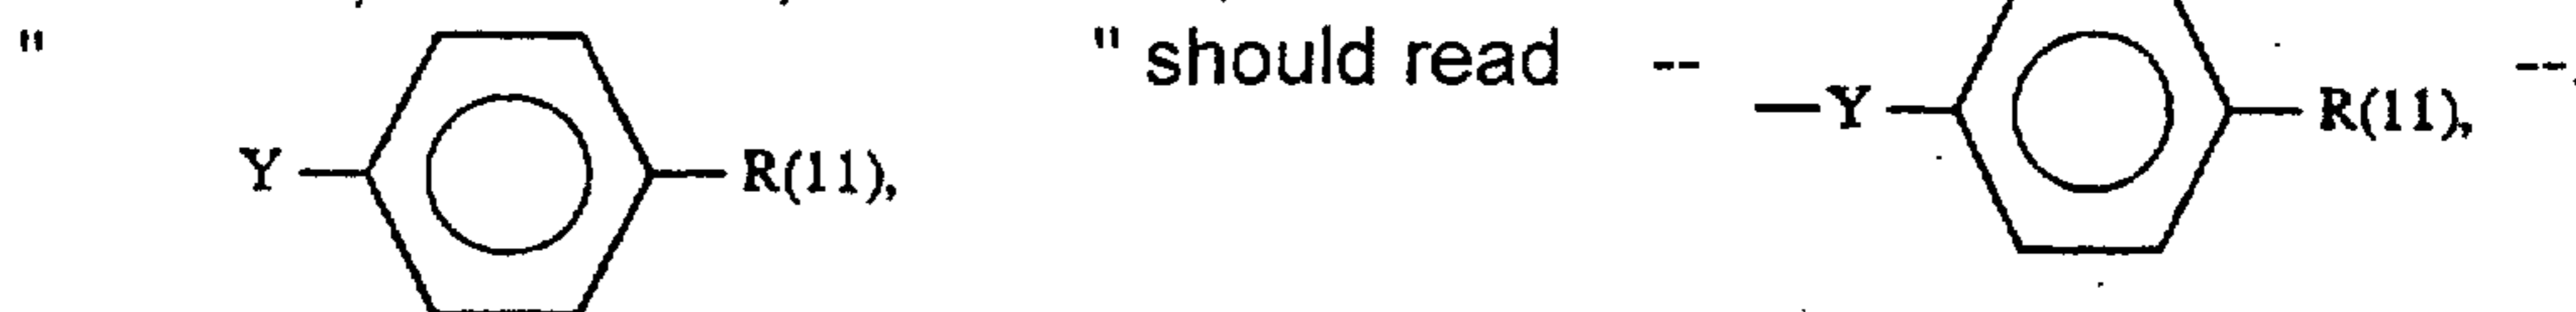 " Y R(11), " should read -- —Y R(11), --,